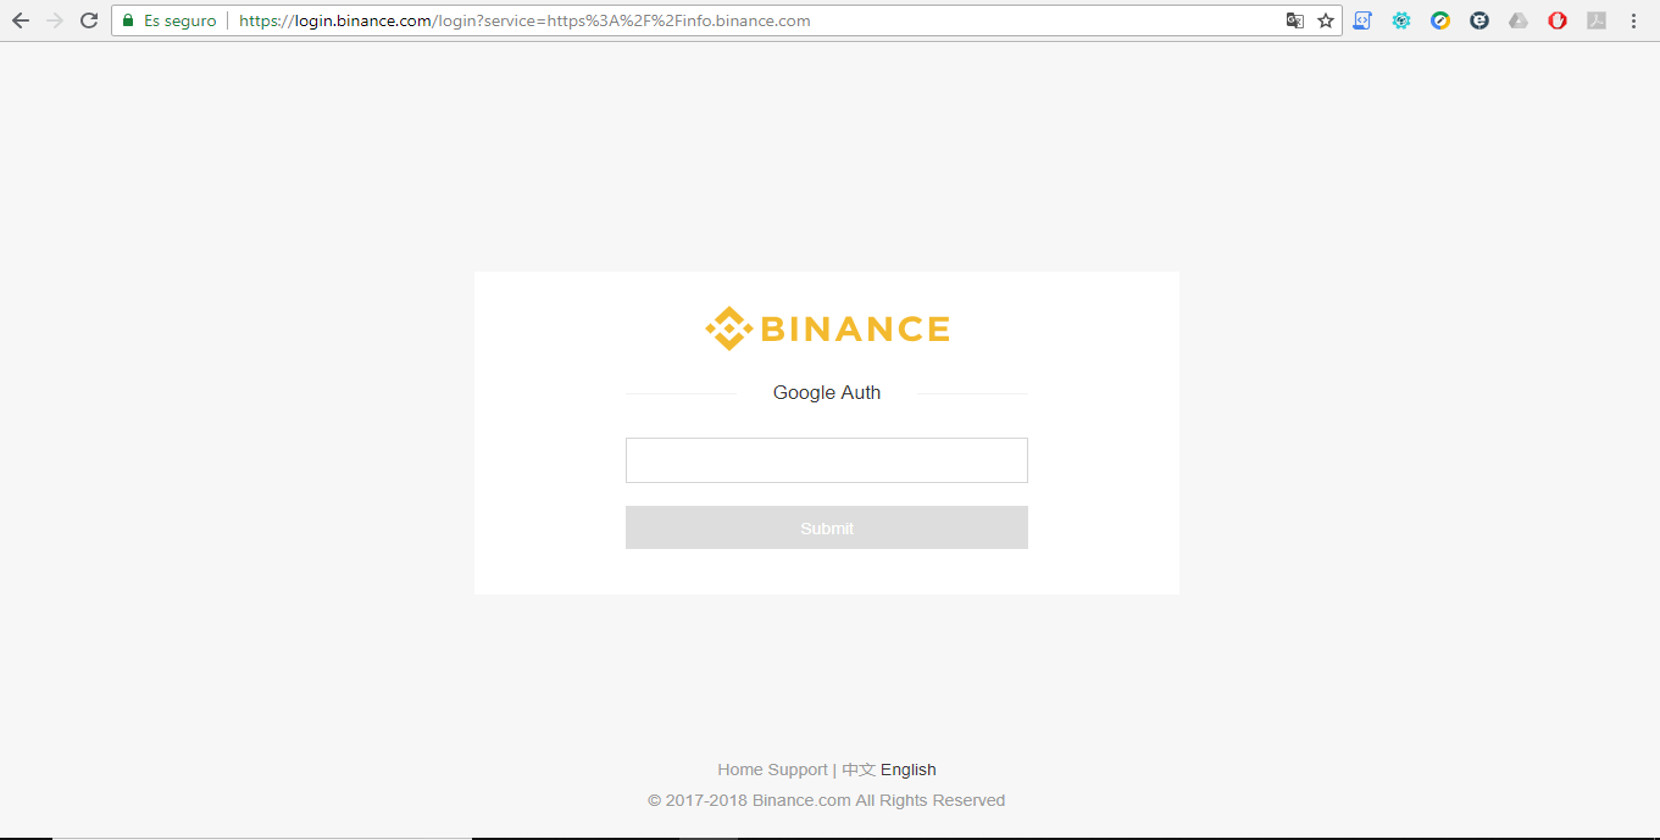 Es seguro https://login.binance.com/login?service=https%3A%2F%2Finfo.binance.com
BINANCE
Google Auth
Submit
Home Support | 中文 English
© 2017-2018 Binance.com All Rights Reserved